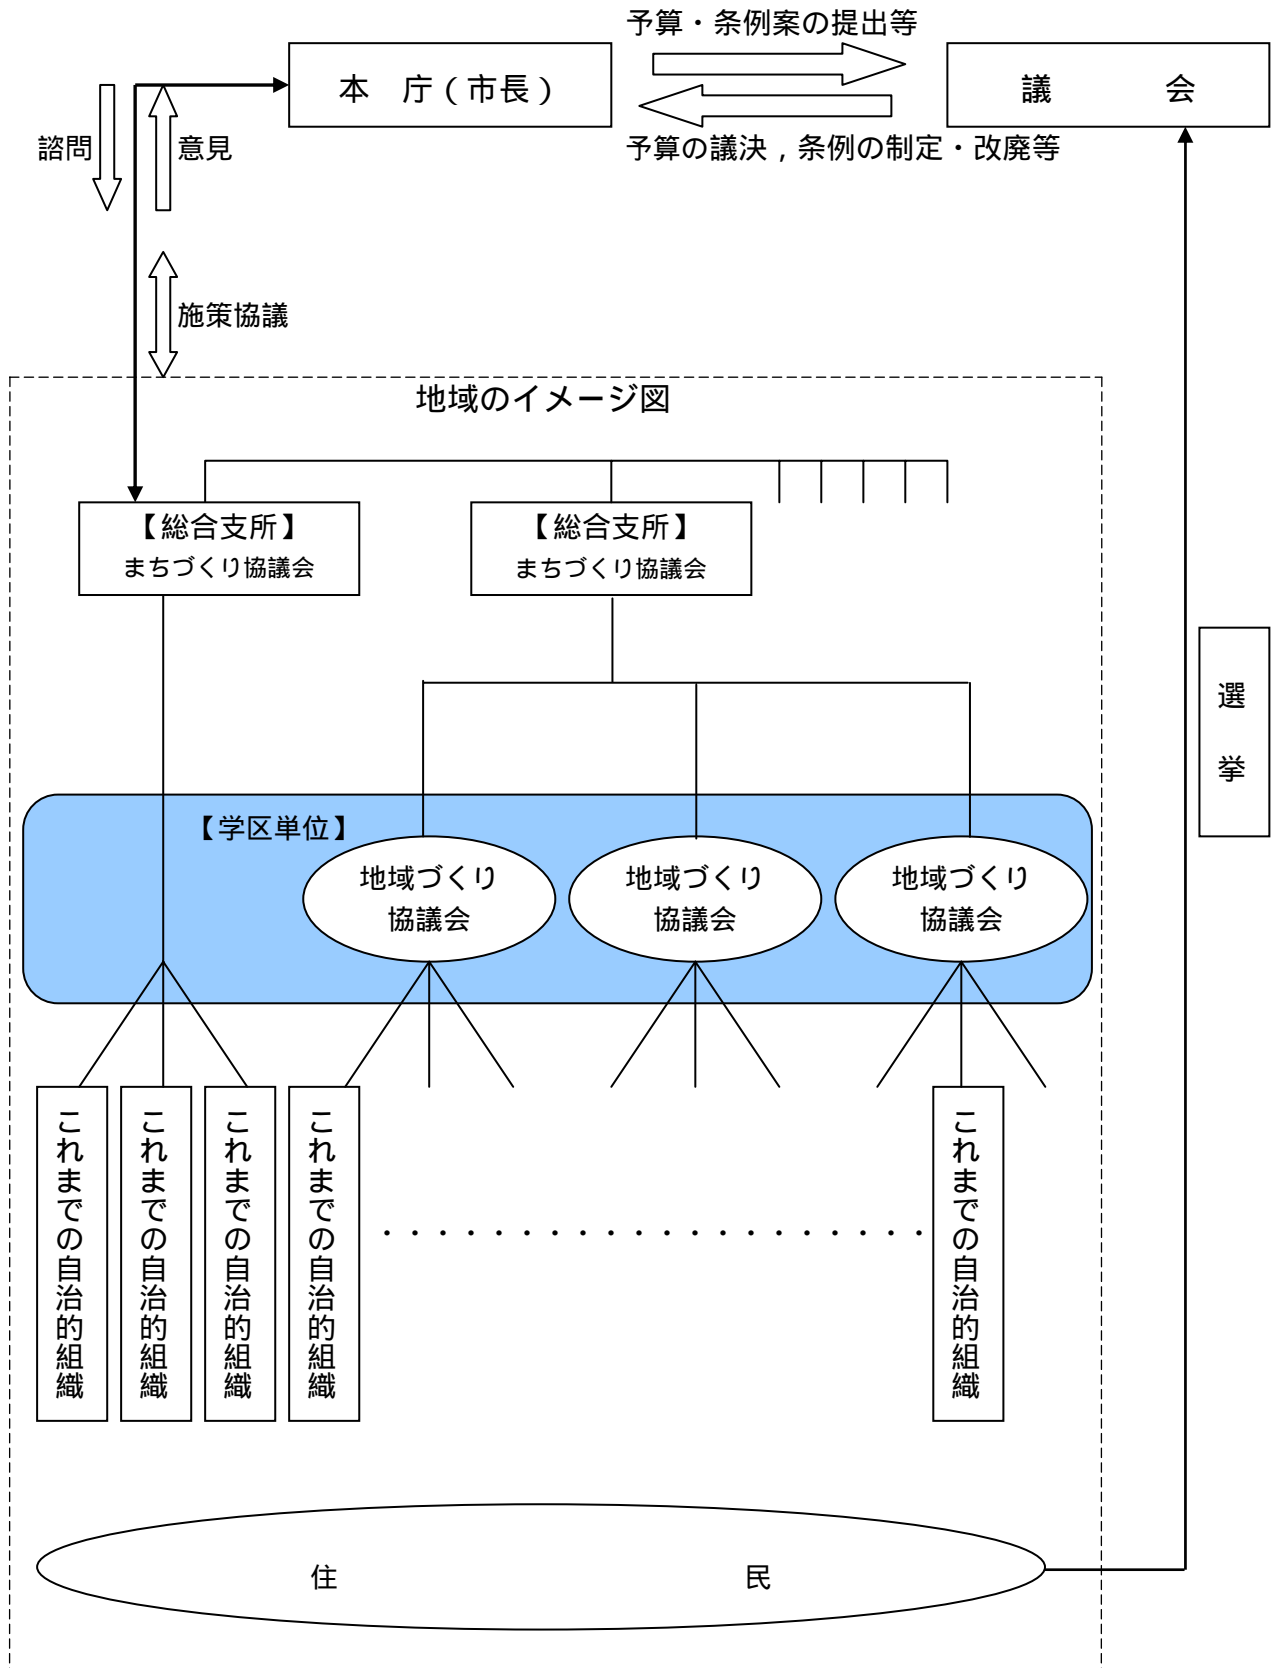 予算・条例案の提出等
本　庁（市長）
議　　会
諮問
意見
予算の議決，条例の制定・改廃等
施策協議
地域のイメージ図
【総合支所】
まちづくり協議会
【総合支所】
まちづくり協議会
選挙
【学区単位】
地域づくり
協議会
地域づくり
協議会
地域づくり
協議会
これまでの自治的組織
これまでの自治的組織
これまでの自治的組織
これまでの自治的組織
・・・・・・・・・・・・・・・・・・・・
これまでの自治的組織
住　　民